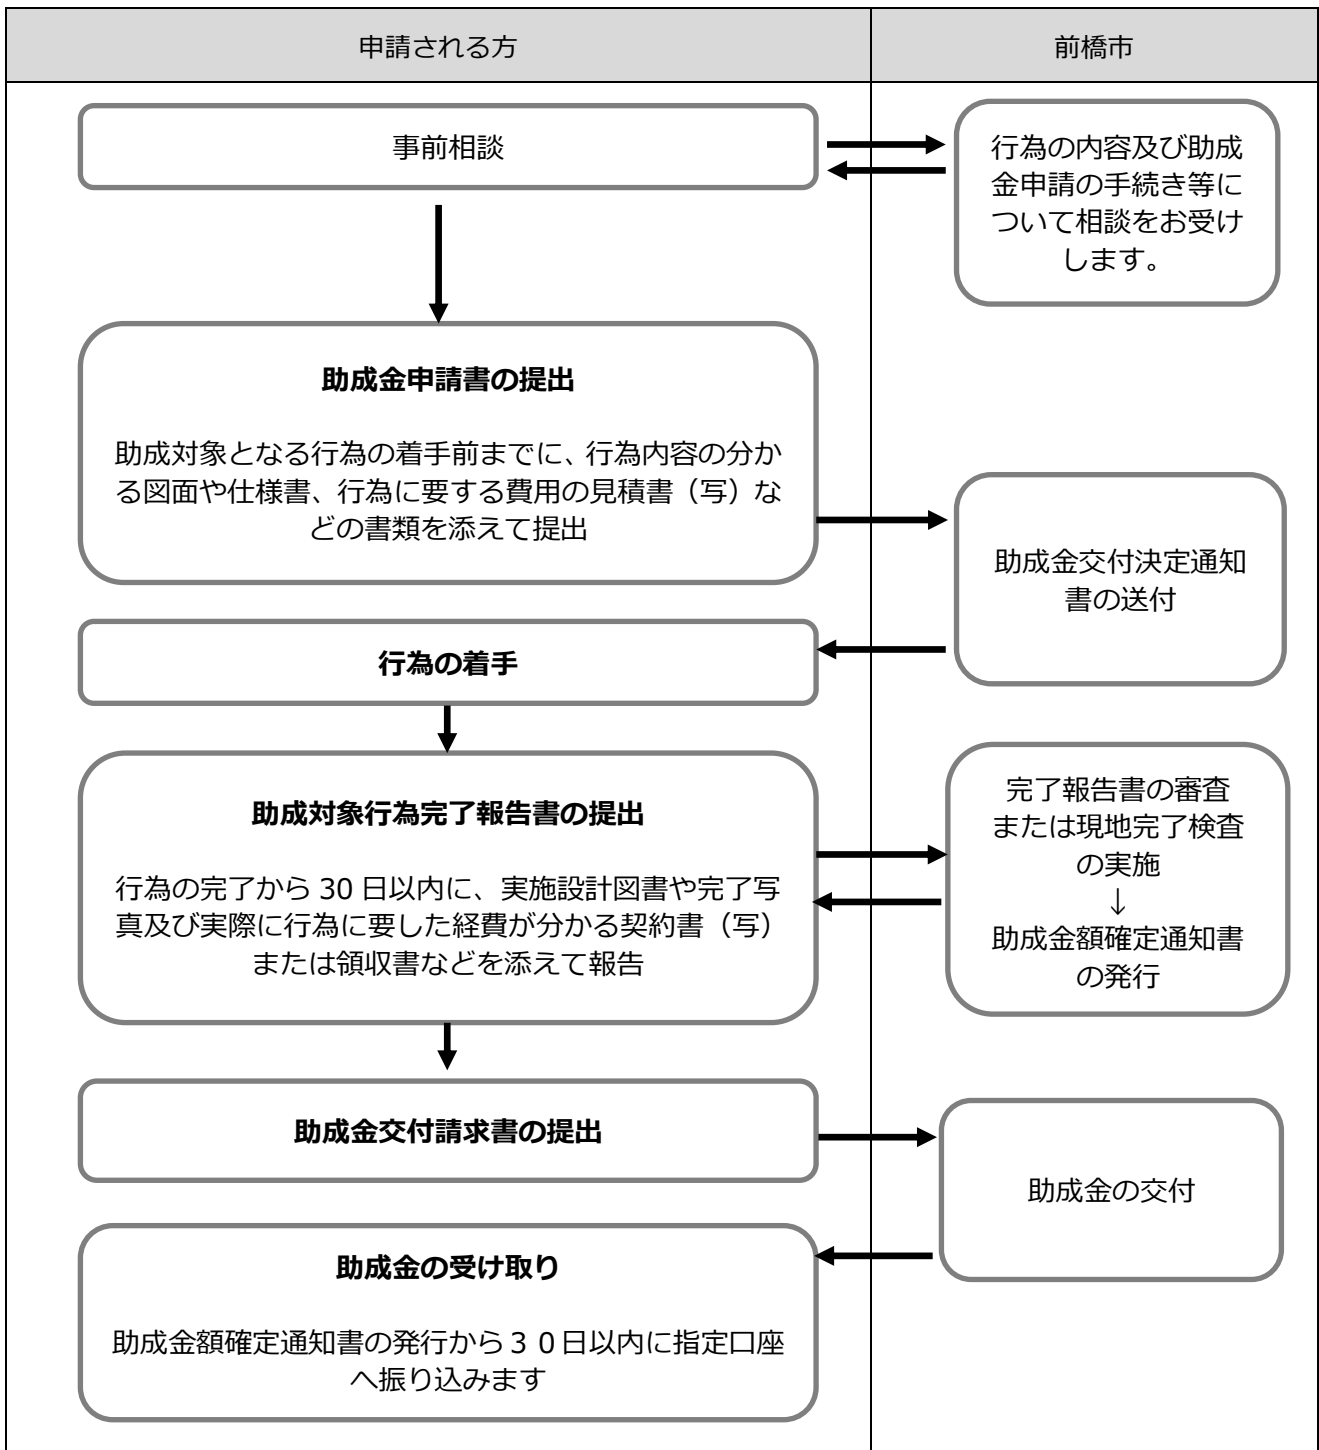 申請される方
前橋市
事前相談
行為の内容及び助成
金申請の手続き等に
ついて相談をお受け
します。
助成金申請書の提出
助成対象となる行為の着手前までに、行為内容の分か
る図面や仕様書、行為に要する費用の見積書（写）な
どの書類を添えて提出
助成金交付決定通知
書の送付
行為の着手
助成対象行為完了報告書の提出
行為の完了から 30 日以内に、実施設計図書や完了写
真及び実際に行為に要した経費が分かる契約書（写）
または領収書などを添えて報告
完了報告書の審査
または現地完了検査
の実施
↓
助成金額確定通知書
の発行
助成金交付請求書の提出
助成金の交付
助成金の受け取り
助成金額確定通知書の発行から３０日以内に指定口座
へ振り込みます